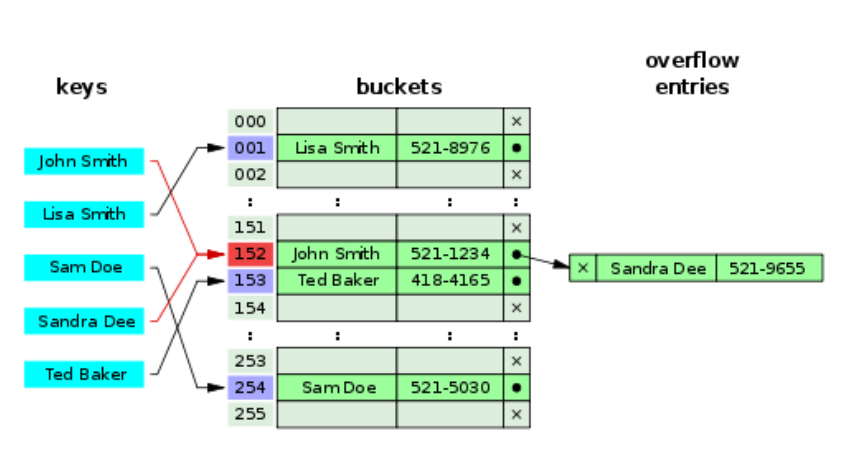 overflow
entries
keys
buckets
John Smith
Lisa Smith
Sam Doe
Sandra Dee
Ted Baker
000 ×
001 Lisa Smith 521-8976 •
002 ×
: : : :
151 ×
152 John Smith 521-1234 •
153 Ted Baker 418-4165 •
154 ×
: : : :
253 ×
254 Sam Doe 521-5030 •
255 ×
× Sandra Dee 521-9655